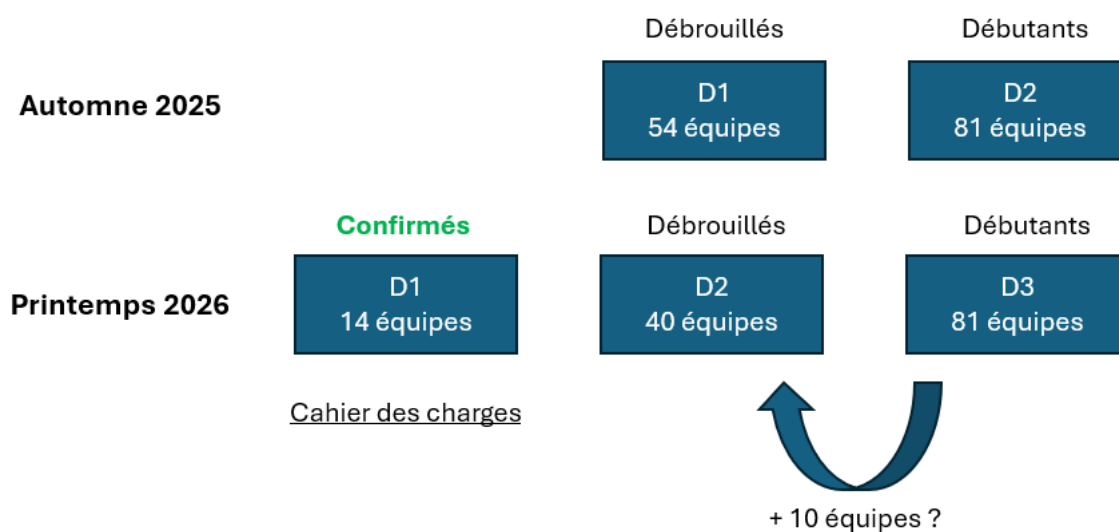 Débrouillés
Débutants
Automne 2025
D1
54 équipes
D2
81 équipes
Confirmés
Débrouillés
Débutants
Printemps 2026
D1
14 équipes
D2
40 équipes
D3
81 équipes
Cahier des charges
+ 10 équipes ?